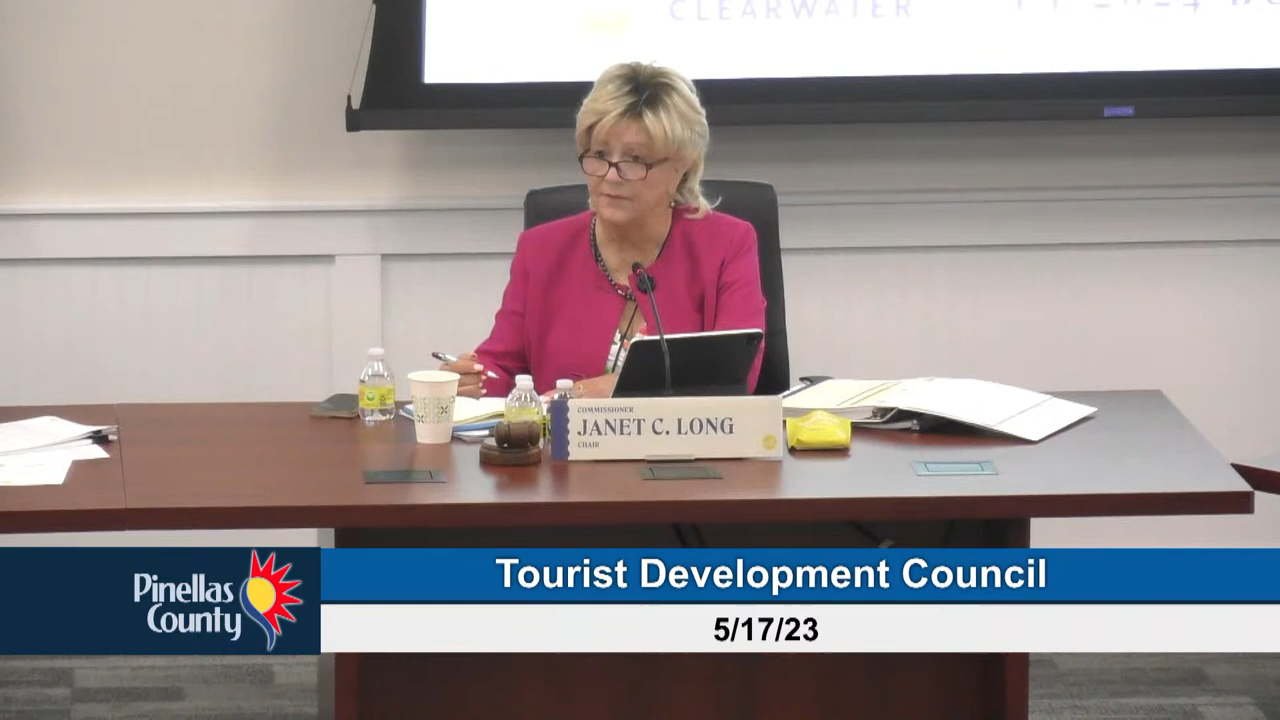 CLEARWATER
COMMISSIONER
JANET C. LONG
CHAIR
Pinellas
County
Tourist Development Council
5/17/23